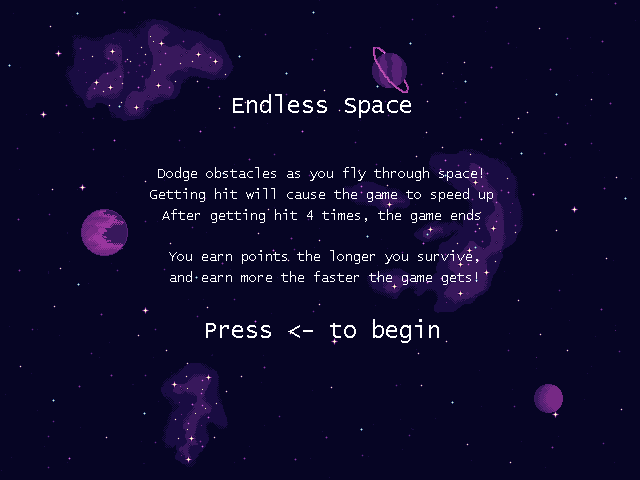 Endless Space
Dodge obstacles as you fly through space!
Getting hit will cause the game to speed up
After getting hit 4 times, the game ends
You earn points the longer you survive,
and earn more the faster the game gets!
Press <- to begin